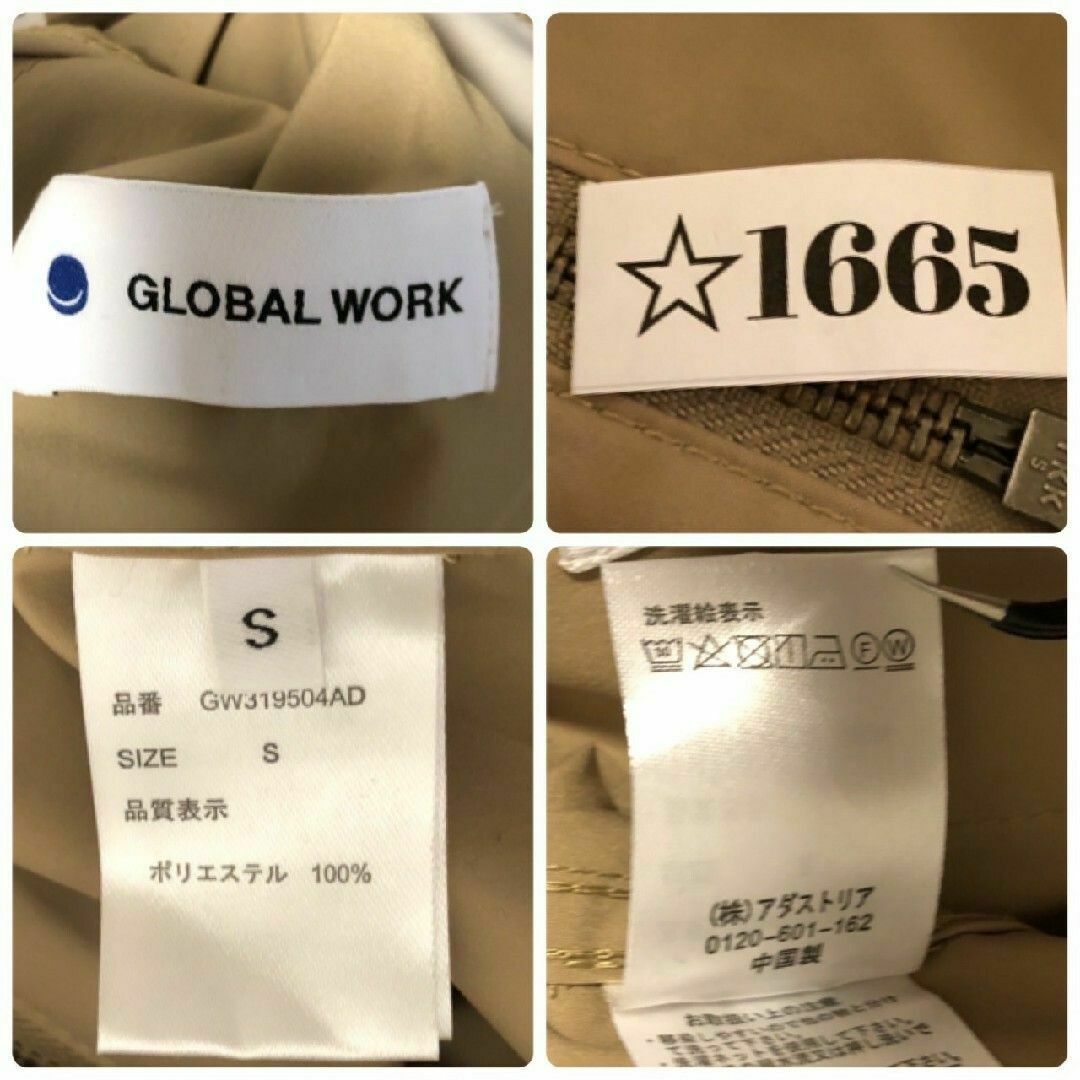 GLOBAL WORK
☆1665
YKK
S
品番 GW319504AD
SIZE S
品質表示
ポリエステル 100%
洗濯絵表示
F W
(株)アダストリア
0120-601-162
中国製
お取扱い上の注意